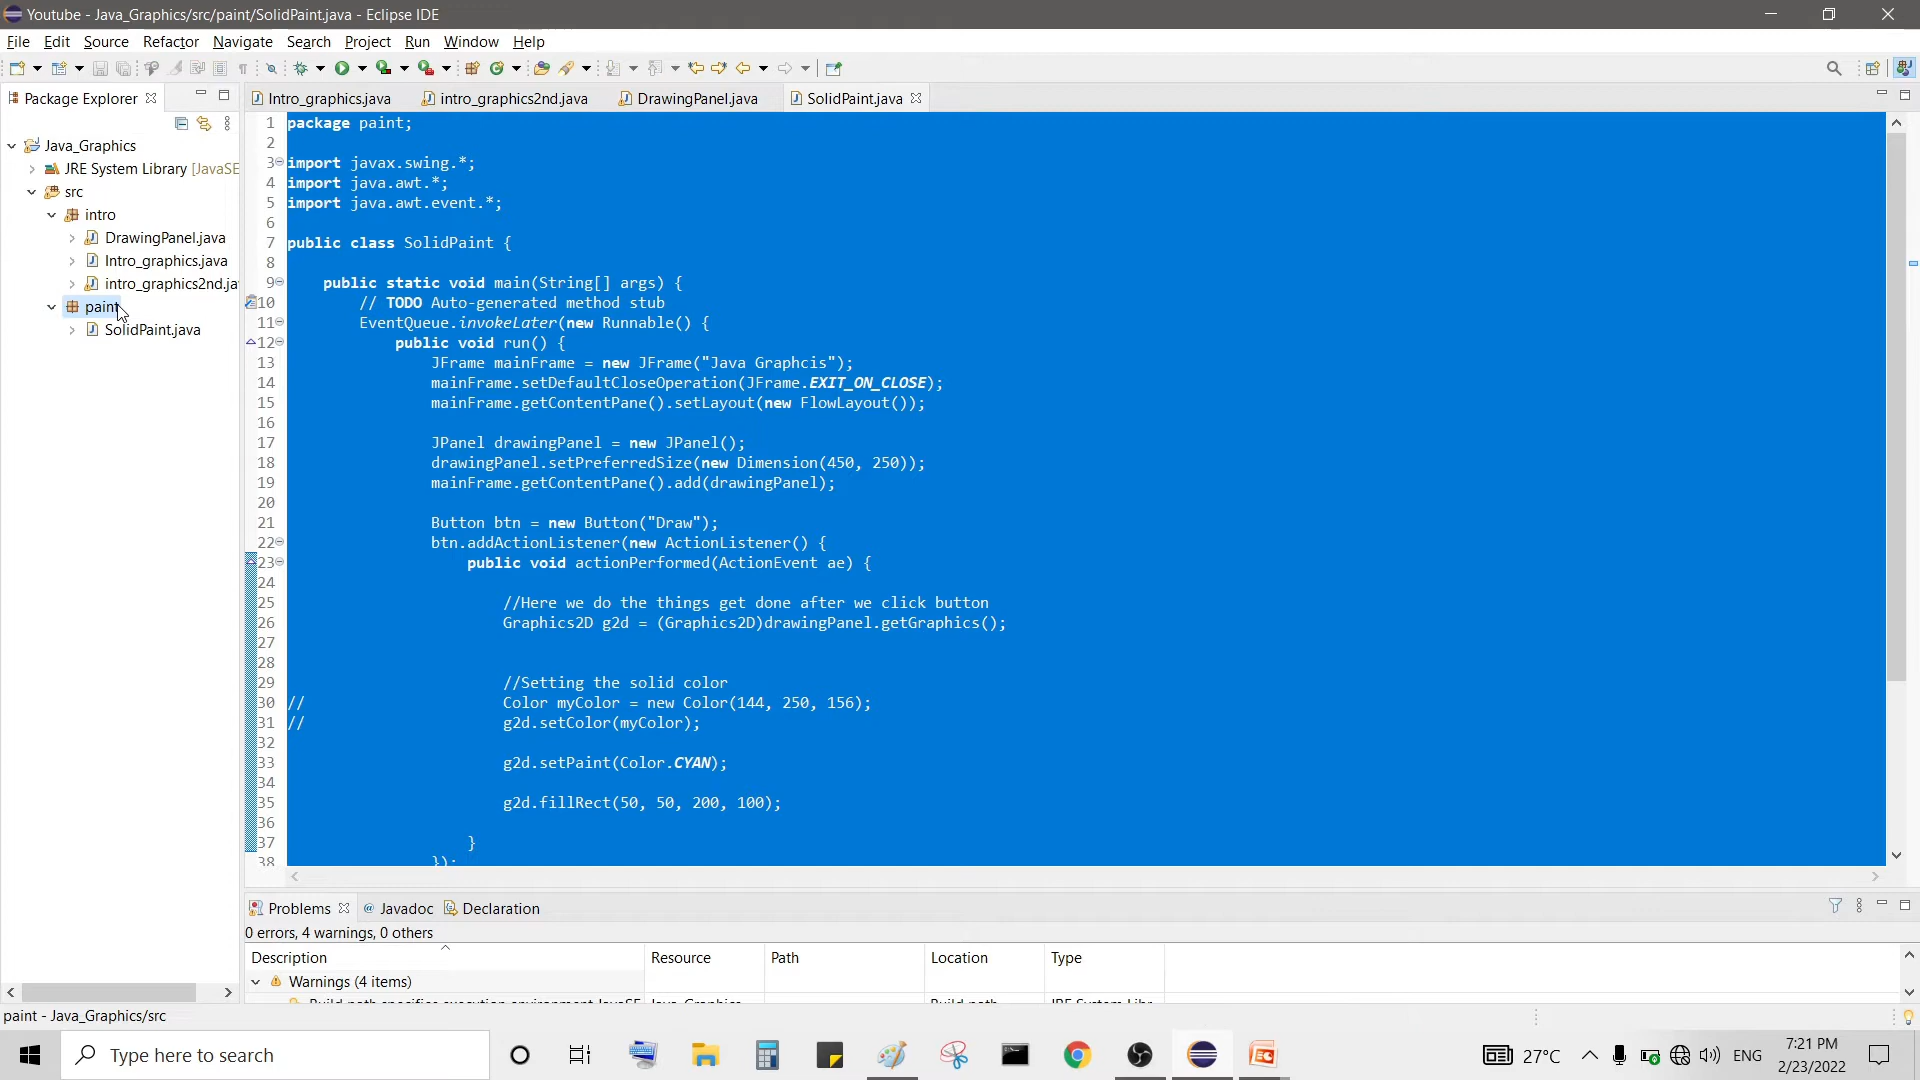 Youtube - Java_Graphics/src/paint/SolidPaint.java - Eclipse IDE
File Edit Source Refactor Navigate Search Project Run Window Help
Package Explorer
Intro_graphics.java intro_graphics2nd.java DrawingPanel.java SolidPaint.java
Java_Graphics
JRE System Library [JavaSE
src
intro
DrawingPanel.java
Intro_graphics.java
intro_graphics2nd.ja
paint
SolidPaint.java
1 package paint;
2
3 import javax.swing.*;
4 import java.awt.*;
5 import java.awt.event.*;
6
7 public class SolidPaint {
8
9 public static void main(String[] args) {
10 // TODO Auto-generated method stub
11 EventQueue.invokeLater(new Runnable() {
12 public void run() {
13 JFrame mainFrame = new JFrame("Java Graphcis");
14 mainFrame.setDefaultCloseOperation(JFrame.EXIT_ON_CLOSE);
15 mainFrame.getContentPane().setLayout(new FlowLayout());
16
17 JPanel drawingPanel = new JPanel();
18 drawingPanel.setPreferredSize(new Dimension(450, 250));
19 mainFrame.getContentPane().add(drawingPanel);
20
21 Button btn = new Button("Draw");
22 btn.addActionListener(new ActionListener() {
23 public void actionPerformed(ActionEvent ae) {
24
25 //Here we do the things get done after we click button
26 Graphics2D g2d = (Graphics2D)drawingPanel.getGraphics();
27
28
29 //Setting the solid color
30 // Color myColor = new Color(144, 250, 156);
31 // g2d.setColor(myColor);
32
33 g2d.setPaint(Color.CYAN);
34
35 g2d.fillRect(50, 50, 200, 100);
36
37 }
38 });
Problems @ Javadoc Declaration
0 errors, 4 warnings, 0 others
Description Resource Path Location Type
Warnings (4 items)
Build path specifies execution environment JavaSE Java_Graphics Build path JRE System Libr
paint - Java_Graphics/src
Type here to search
27°C ENG 7:21 PM
2/23/2022